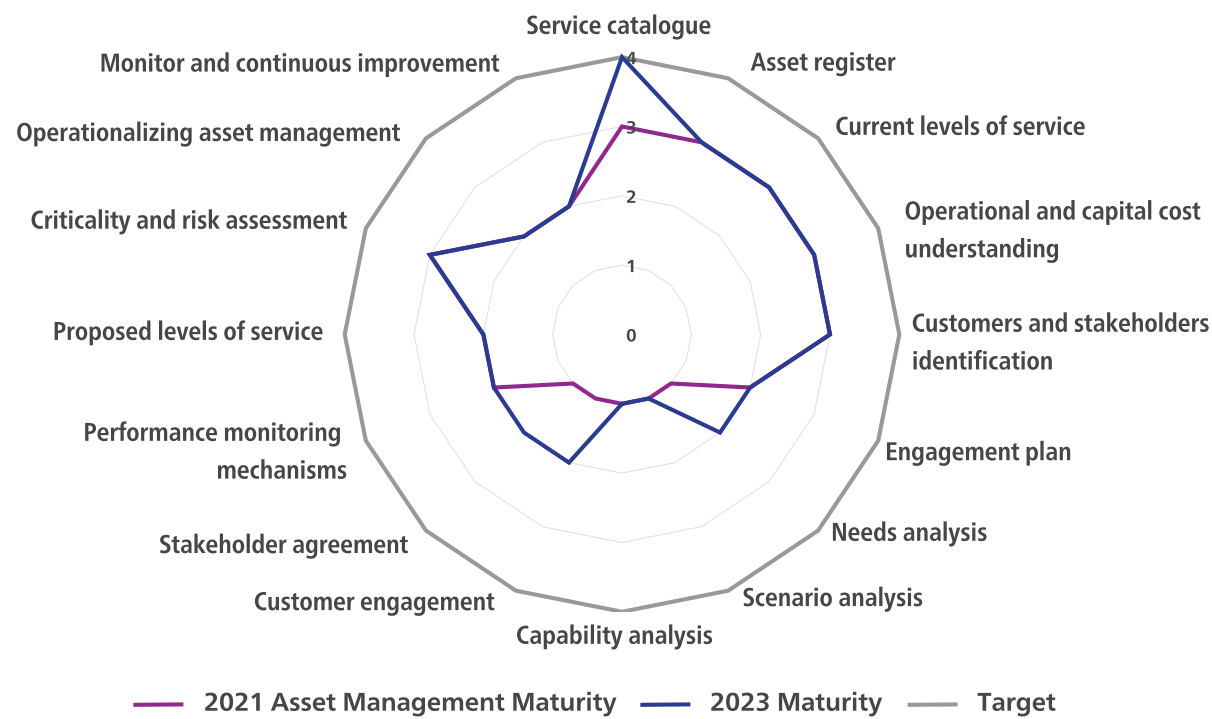 Service catalogue
Monitor and continuous improvement
Asset register
Operationalizing asset management
Current levels of service
Criticality and risk assessment
Operational and capital cost
understanding
Proposed levels of service
Customers and stakeholders
identification
Performance monitoring
mechanisms
Engagement plan
Stakeholder agreement
Needs analysis
Customer engagement
Scenario analysis
Capability analysis
4
3
2
1
0
2021 Asset Management Maturity
2023 Maturity
Target